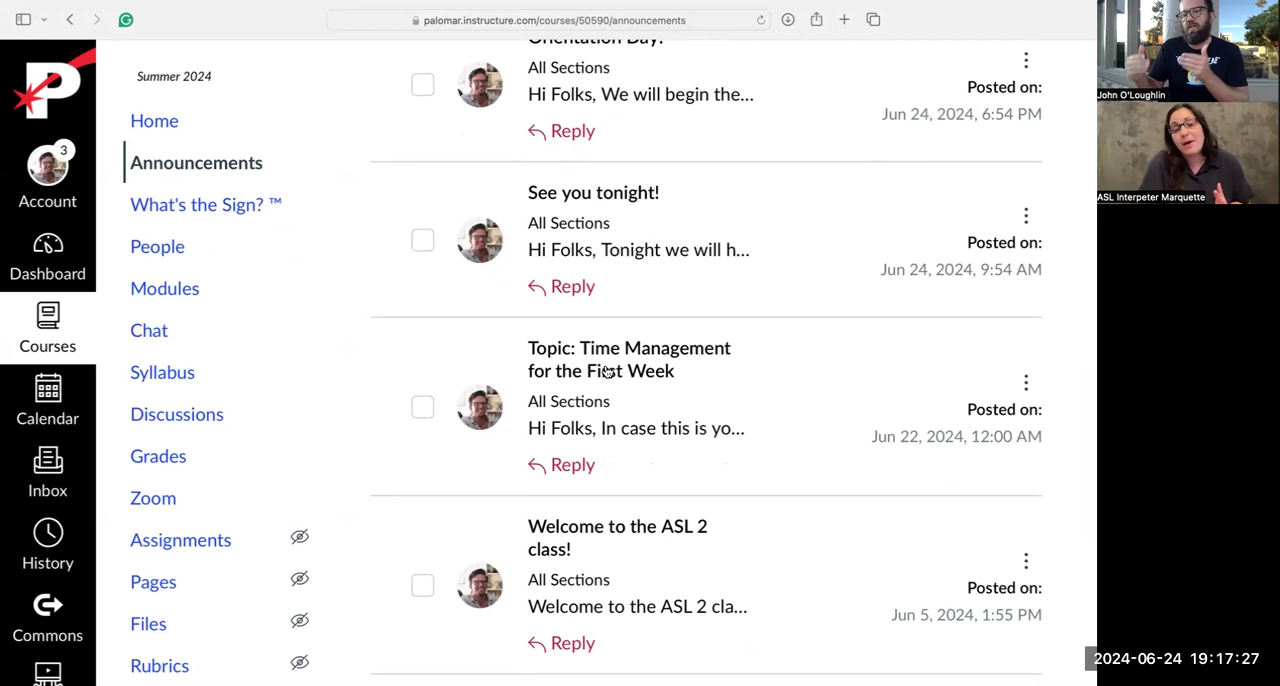 palomar.instructure.com/courses/50590/announcements
Summer 2024
Home
Announcements
What's the Sign? ™
People
Modules
Chat
Syllabus
Discussions
Grades
Zoom
Assignments
Pages
Files
Rubrics
P
3
Account
Dashboard
Courses
Calendar
Inbox
History
Commons
Orientation Day!
All Sections
Hi Folks, We will begin the...
Reply
Posted on:
Jun 24, 2024, 6:54 PM
See you tonight!
All Sections
Hi Folks, Tonight we will h...
Reply
Posted on:
Jun 24, 2024, 9:54 AM
Topic: Time Management
for the First Week
All Sections
Hi Folks, In case this is yo...
Reply
Posted on:
Jun 22, 2024, 12:00 AM
Welcome to the ASL 2
class!
All Sections
Welcome to the ASL 2 cla...
Reply
Posted on:
Jun 5, 2024, 1:55 PM
John O'Loughlin
ASL Interpeter Marquette
2024-06-24 19:17:27